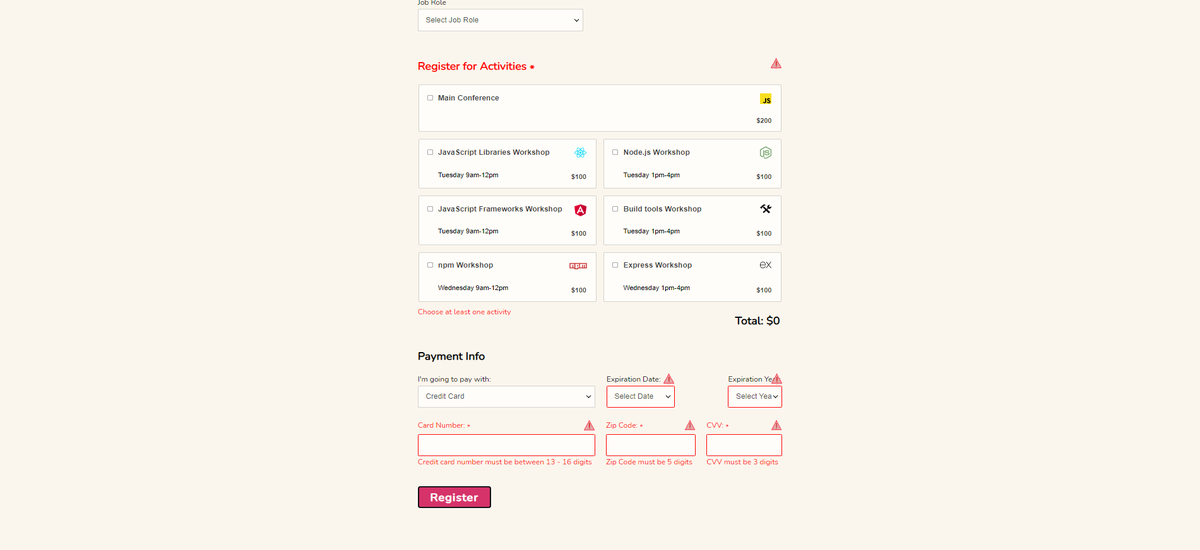 Job Role
Select Job Role
Register for Activities *
Main Conference
JS
$200
JavaScript Libraries Workshop
Tuesday 9am-12pm
$100
Node.js Workshop
JS
Tuesday 1pm-4pm
$100
JavaScript Frameworks Workshop
A
Tuesday 9am-12pm
$100
Build tools Workshop
Tuesday 1pm-4pm
$100
npm Workshop
npm
Wednesday 9am-12pm
$100
Express Workshop
ex
Wednesday 1pm-4pm
$100
Choose at least one activity
Total: $0
Payment Info
I'm going to pay with:
Credit Card
Expiration Date:
Select Date
Expiration Ye
Select Yea
Card Number: *
Credit card number must be between 13 - 16 digits
Zip Code: *
Zip Code must be 5 digits
CVV: *
CVV must be 3 digits
Register